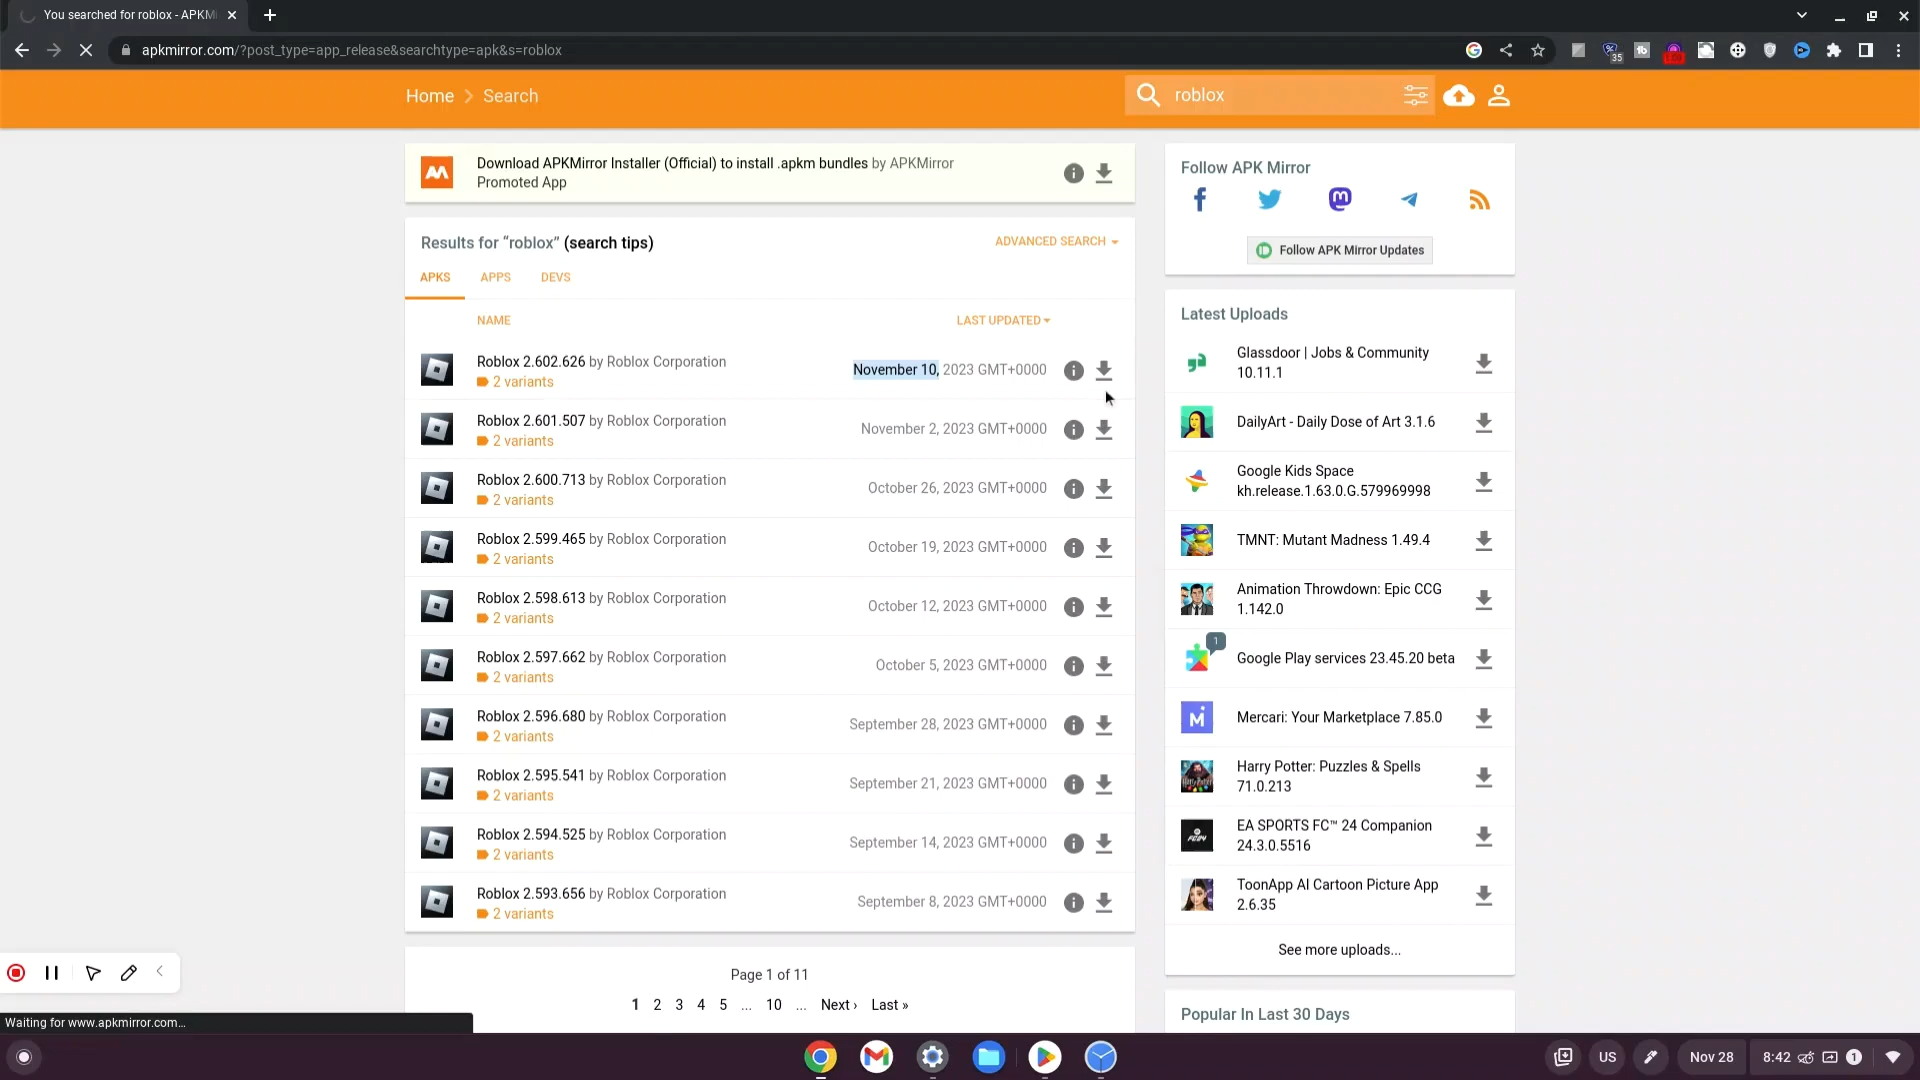 You searched for roblox - APKM
apkmirror.com/?post_type=app_release&searchtype=apk&s=roblox
35
Home
Search
roblox
Download APKMirror Installer (Official) to install .apkm bundles by APKMirror
Promoted App
Results for “roblox” (search tips)
ADVANCED SEARCH
APKS
APPS
DEVS
NAME
LAST UPDATED
Roblox 2.602.626 by Roblox Corporation
2 variants
November 10, 2023 GMT+0000
Roblox 2.601.507 by Roblox Corporation
2 variants
November 2, 2023 GMT+0000
Roblox 2.600.713 by Roblox Corporation
2 variants
October 26, 2023 GMT+0000
Roblox 2.599.465 by Roblox Corporation
2 variants
October 19, 2023 GMT+0000
Roblox 2.598.613 by Roblox Corporation
2 variants
October 12, 2023 GMT+0000
Roblox 2.597.662 by Roblox Corporation
2 variants
October 5, 2023 GMT+0000
Roblox 2.596.680 by Roblox Corporation
2 variants
September 28, 2023 GMT+0000
Roblox 2.595.541 by Roblox Corporation
2 variants
September 21, 2023 GMT+0000
Roblox 2.594.525 by Roblox Corporation
2 variants
September 14, 2023 GMT+0000
Roblox 2.593.656 by Roblox Corporation
2 variants
September 8, 2023 GMT+0000
Page 1 of 11
1 2 3 4 5 ... 10 ... Next › Last »
Follow APK Mirror
Follow APK Mirror Updates
Latest Uploads
Glassdoor | Jobs & Community
10.11.1
DailyArt - Daily Dose of Art 3.1.6
Google Kids Space
kh.release.1.63.0.G.579969998
TMNT: Mutant Madness 1.49.4
Animation Throwdown: Epic CCG
1.142.0
1
Google Play services 23.45.20 beta
Mercari: Your Marketplace 7.85.0
Harry Potter: Puzzles & Spells
71.0.213
EA SPORTS FC™ 24 Companion
24.3.0.5516
ToonApp AI Cartoon Picture App
2.6.35
See more uploads...
Popular In Last 30 Days
Waiting for www.apkmirror.com...
US
Nov 28
8:42
1